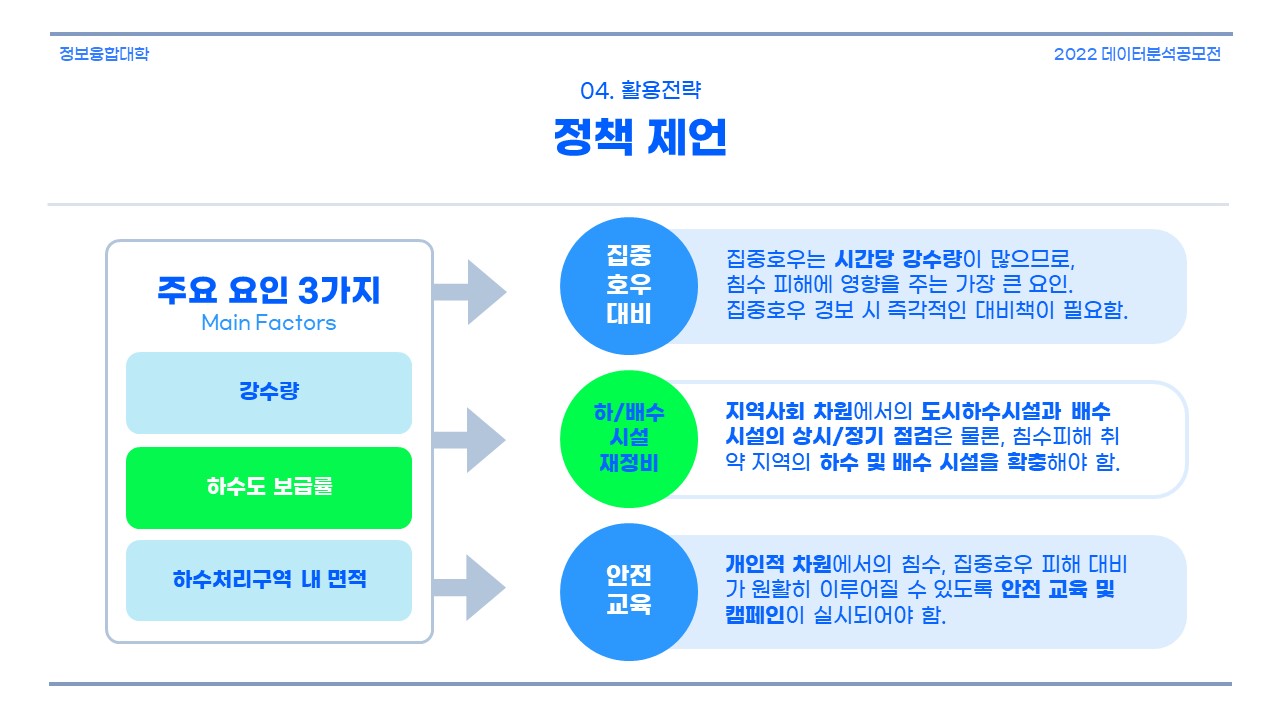 정보융합대학
2022 데이터분석공모전
04. 활용전략
정책 제언
주요 요인 3가지
Main Factors
강수량
하수도 보급률
하수처리구역 내 면적
집중
호우
대비
집중호우는 시간당 강수량이 많으므로,
침수 피해에 영향을 주는 가장 큰 요인.
집중호우 경보 시 즉각적인 대비책이 필요함.
하/배수
시설
재정비
지역사회 차원에서의 도시하수시설과 배수
시설의 상시/정기 점검은 물론, 침수피해 취
약 지역의 하수 및 배수 시설을 확충해야 함.
안전
교육
개인적 차원에서의 침수, 집중호우 피해 대비
가 원활히 이루어질 수 있도록 안전 교육 및
캠페인이 실시되어야 함.